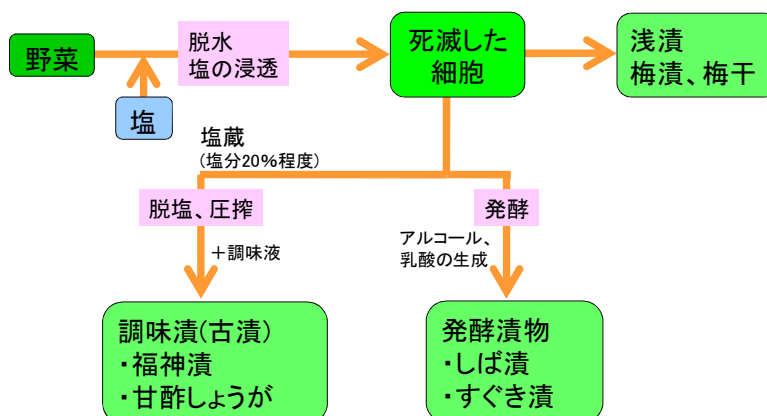 野菜
塩
脱水
塩の浸透
死滅した
細胞
浅漬
梅漬、梅干
塩蔵
(塩分20%程度)
脱塩、圧搾
+調味液
発酵
アルコール、
乳酸の生成
調味漬(古漬)
・福神漬
・甘酢しょうが
発酵漬物
・しば漬
・すぐき漬